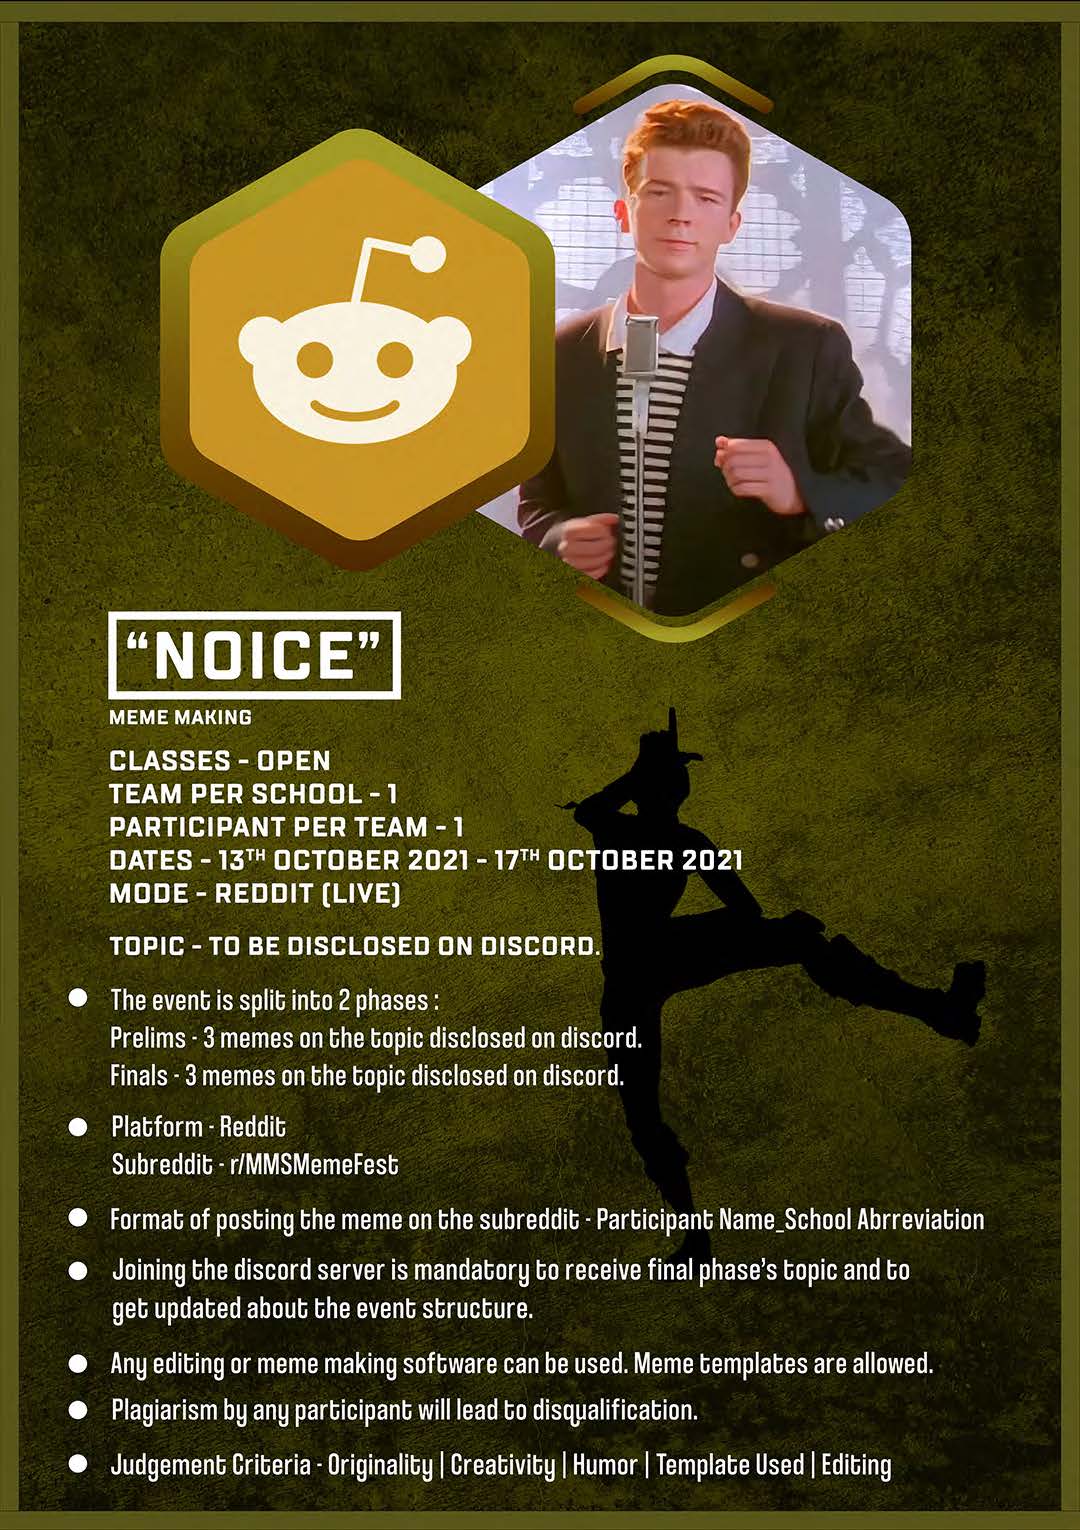 “NOICE”
MEME MAKING
CLASSES - OPEN
TEAM PER SCHOOL - 1
PARTICIPANT PER TEAM - 1
DATES - 13TH OCTOBER 2021 - 17TH OCTOBER 2021
MODE - REDDIT (LIVE)
TOPIC - TO BE DISCLOSED ON DISCORD.
The event is split into 2 phases :
Prelims - 3 memes on the topic disclosed on discord.
Finals - 3 memes on the topic disclosed on discord.
Platform - Reddit
Subreddit - r/MMSMemeFest
Format of posting the meme on the subreddit - Participant Name_School Abrreviation
Joining the discord server is mandatory to receive final phase’s topic and to
get updated about the event structure.
Any editing or meme making software can be used. Meme templates are allowed.
Plagiarism by any participant will lead to disqualification.
Judgement Criteria - Originality | Creativity | Humor | Template Used | Editing